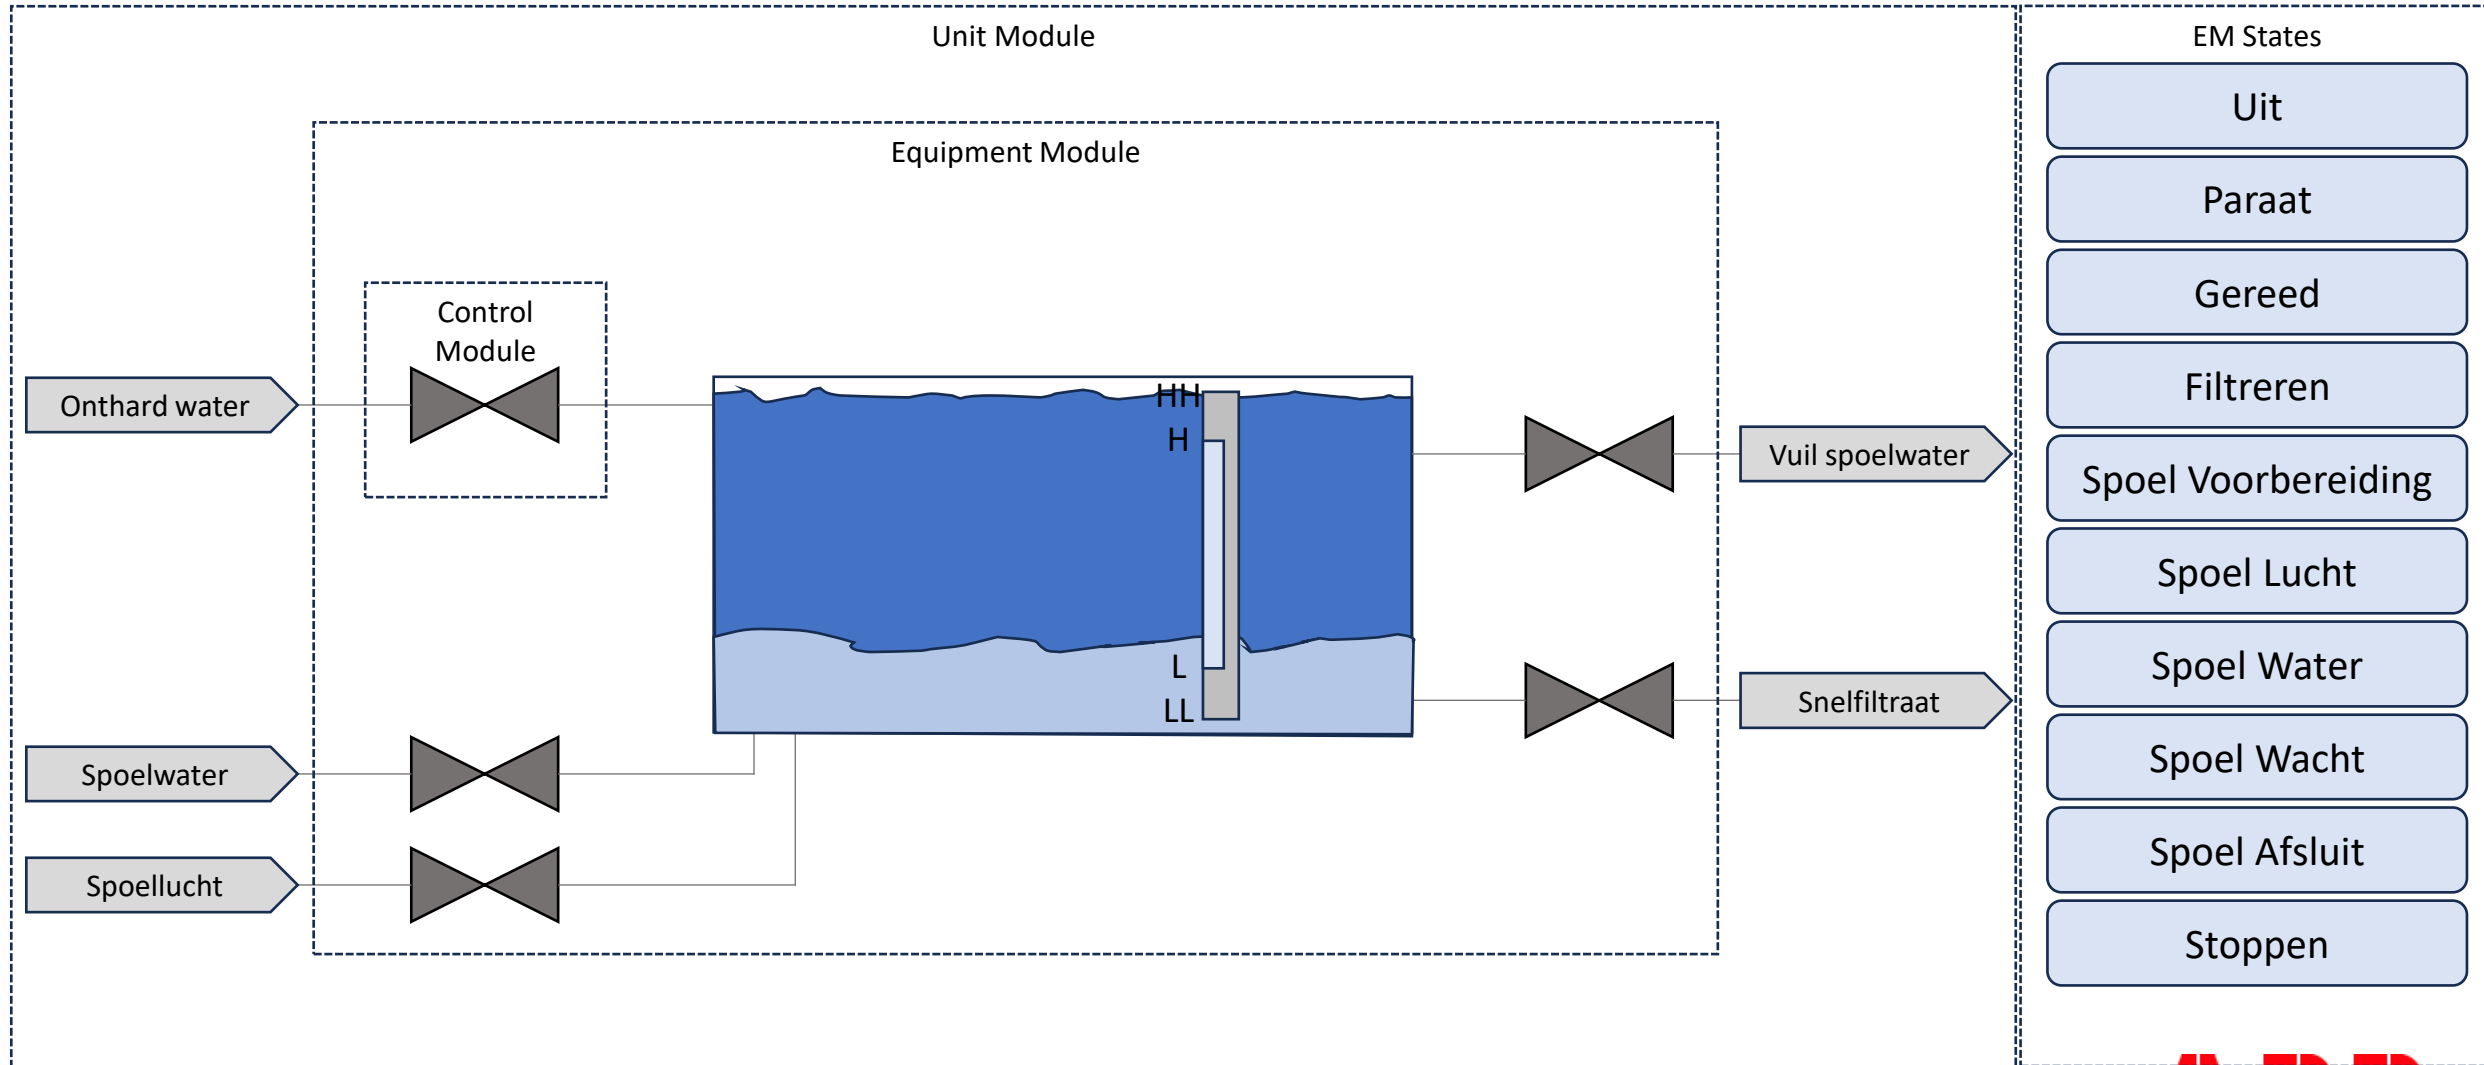 Unit Module
EM States
Equipment Module
Control
Module
Onthard water
Spoelwater
Spoellucht
HH
H
L
LL
Vuil spoelwater
Snelfiltraat
Uit
Paraat
Gereed
Filtreren
Spoel Voorbereiding
Spoel Lucht
Spoel Water
Spoel Wacht
Spoel Afsluit
Stoppen